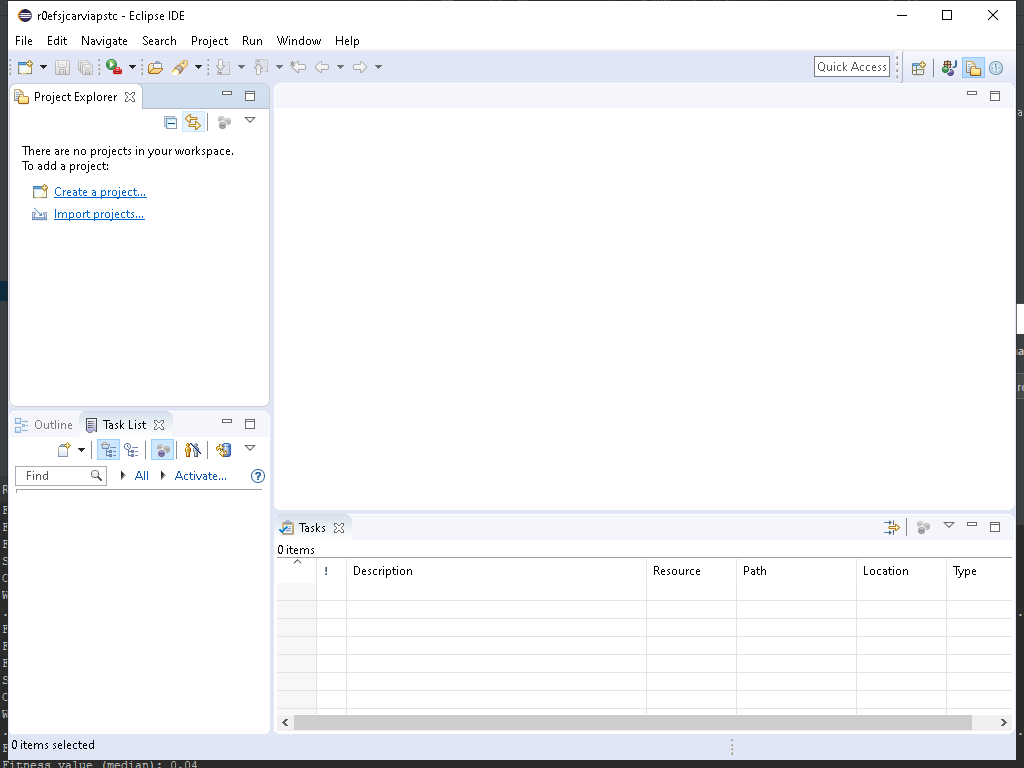 r0efsjcarviapstc - Eclipse IDE
File Edit Navigate Search Project Run Window Help
Quick Access
Project Explorer
There are no projects in your workspace.
To add a project:
Create a project...
Import projects...
Outline Task List
Find All Activate...
Tasks
0 items
! Description Resource Path Location Type
0 items selected
Fitness value (median): 0.04